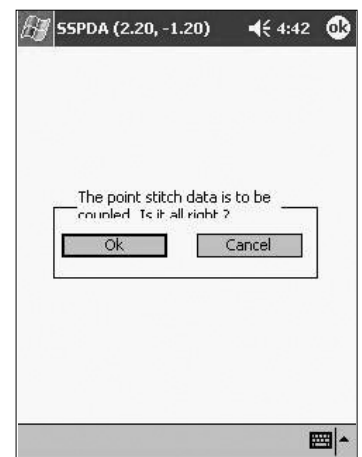 SSPDA (2.20, -1.20) 4:42 ok
The point stitch data is to be
coupled. Is it all right ?
Ok Cancel